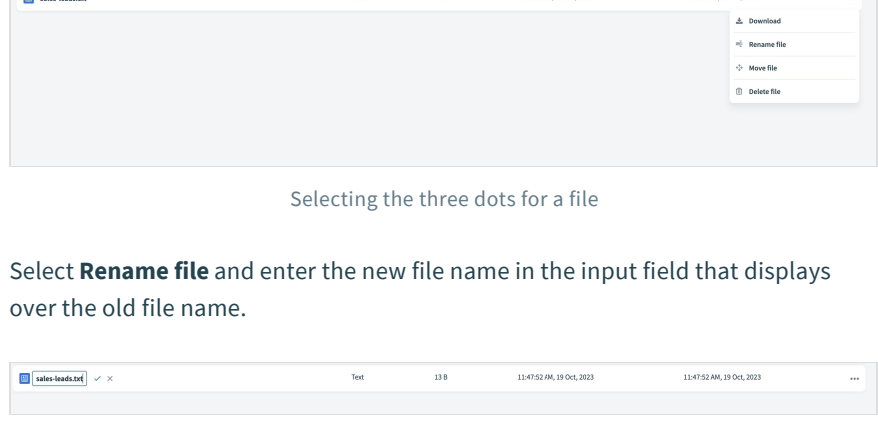 Download
Rename file
Move file
Delete file
Selecting the three dots for a file
Select Rename file and enter the new file name in the input field that displays
over the old file name.
sales-leads.txt Text 13 B 11:47:52 AM, 19 Oct, 2023 11:47:52 AM, 19 Oct, 2023